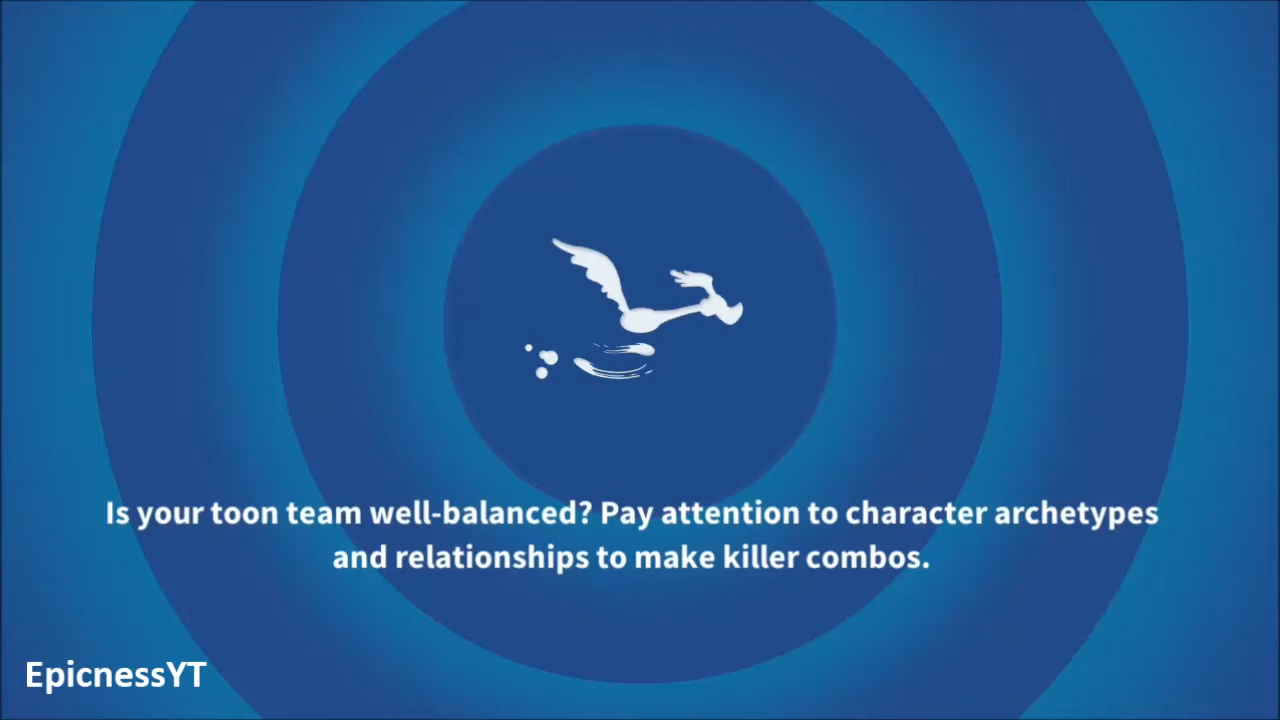 Is your toon team well-balanced? Pay attention to character archetypes
and relationships to make killer combos.
EpicnessYT